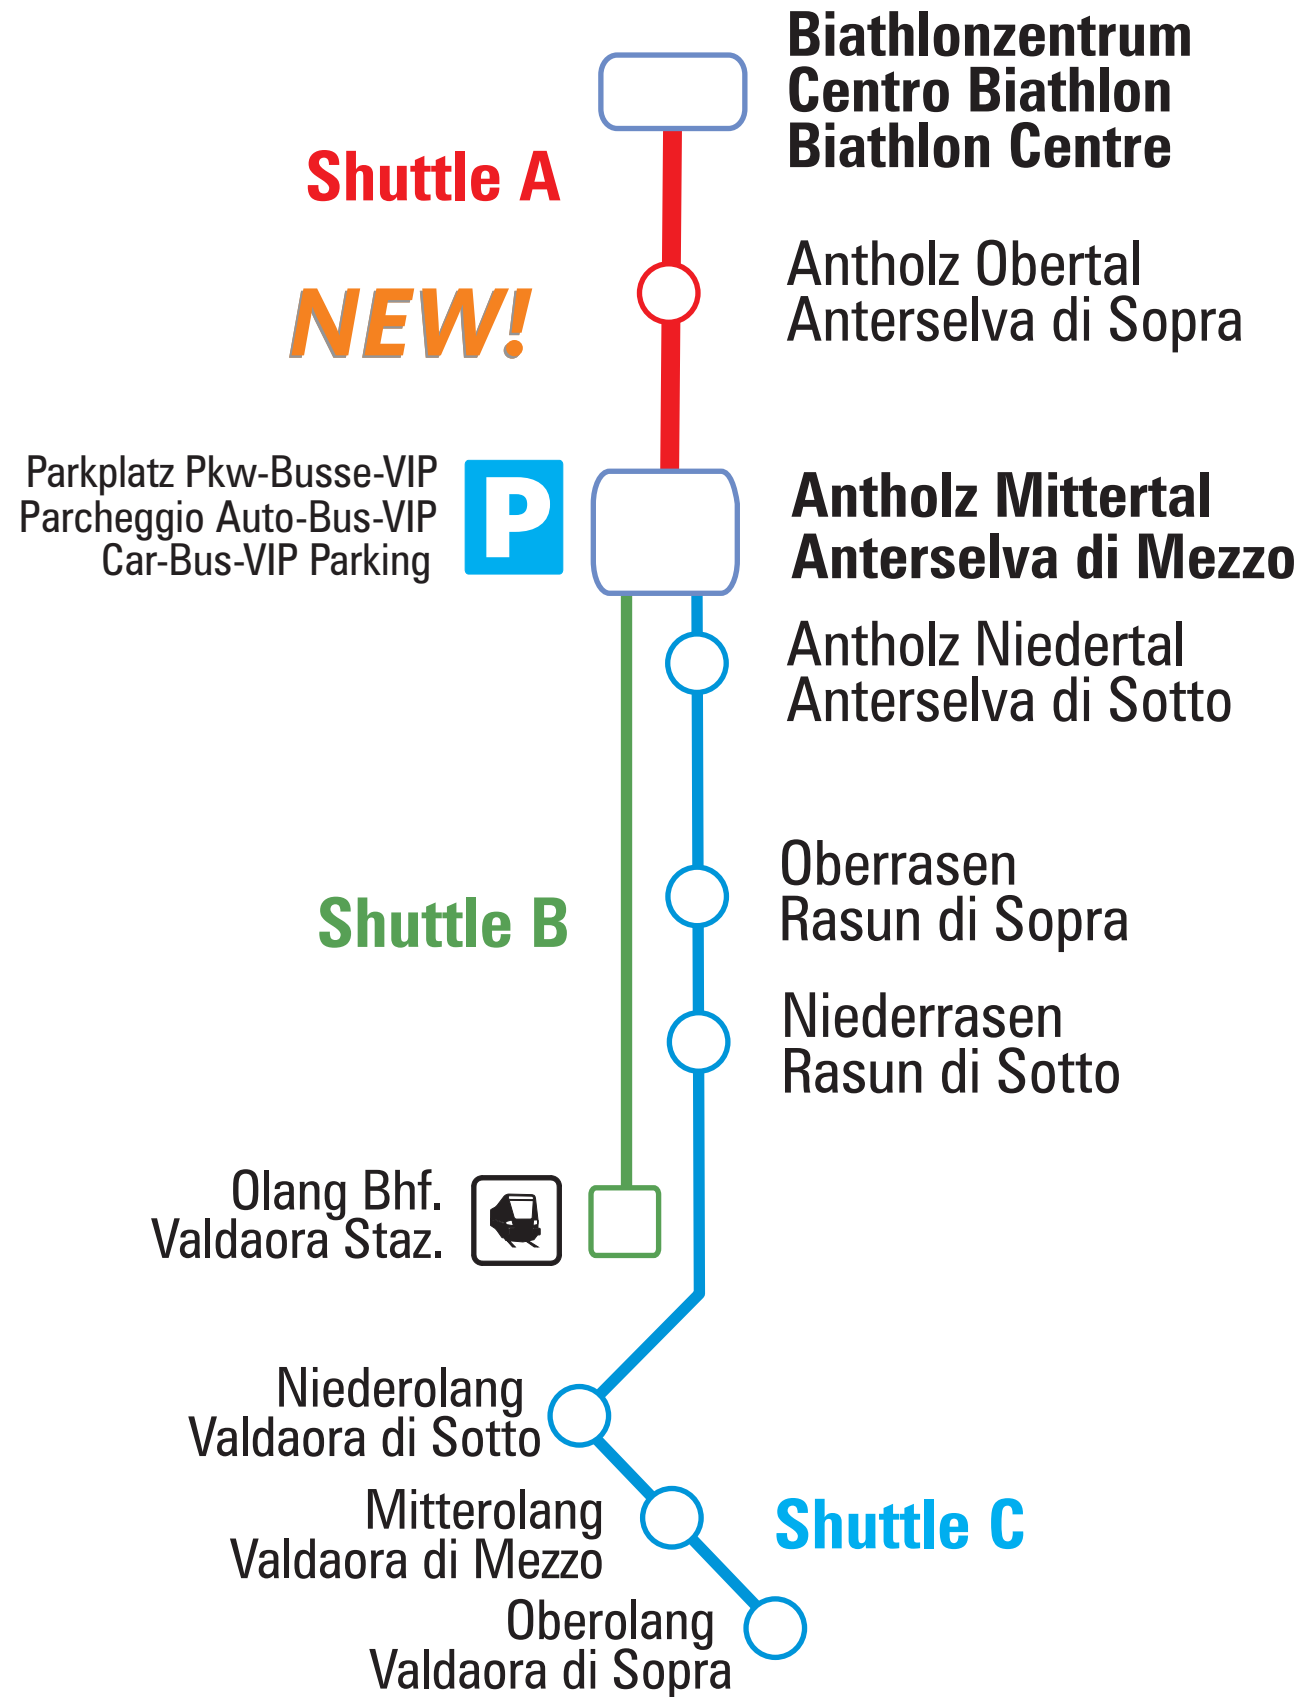 Biathlonzentrum
Centro Biathlon
Biathlon Centre
Shuttle A
Antholz Obertal
Anterselva di Sopra
NEW!
Parkplatz Pkw-Busse-VIP
Parcheggio Auto-Bus-VIP
Car-Bus-VIP Parking
P
Antholz Mittertal
Anterselva di Mezzo
Antholz Niedertal
Anterselva di Sotto
Oberrasen
Rasun di Sopra
Shuttle B
Niederrasen
Rasun di Sotto
Olang Bhf.
Valdaora Staz.
Niederolang
Valdaora di Sotto
Mitterolang
Valdaora di Mezzo
Shuttle C
Oberolang
Valdaora di Sopra